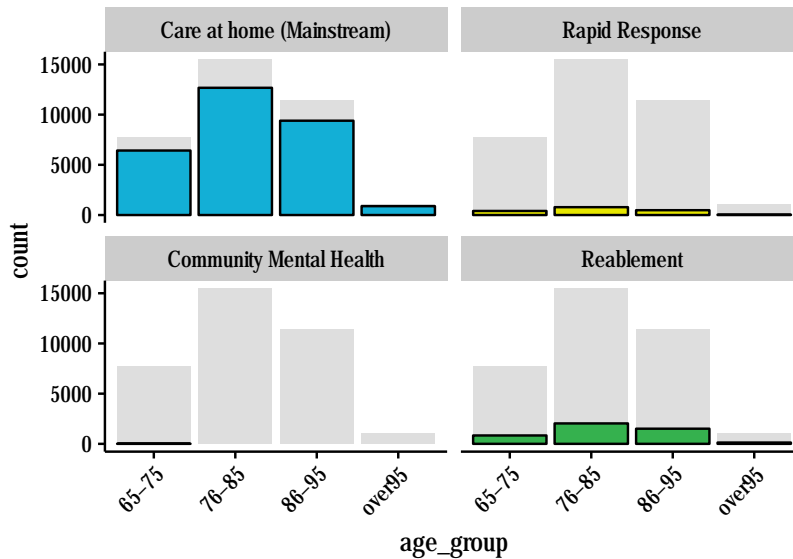 Care at home (Mainstream)
Rapid Response
15000
10000
5000
0
Community Mental Health
Reablement
15000
10000
5000
0
count
65–75
76–85
86–95
over95
65–75
76–85
86–95
over95
age_group